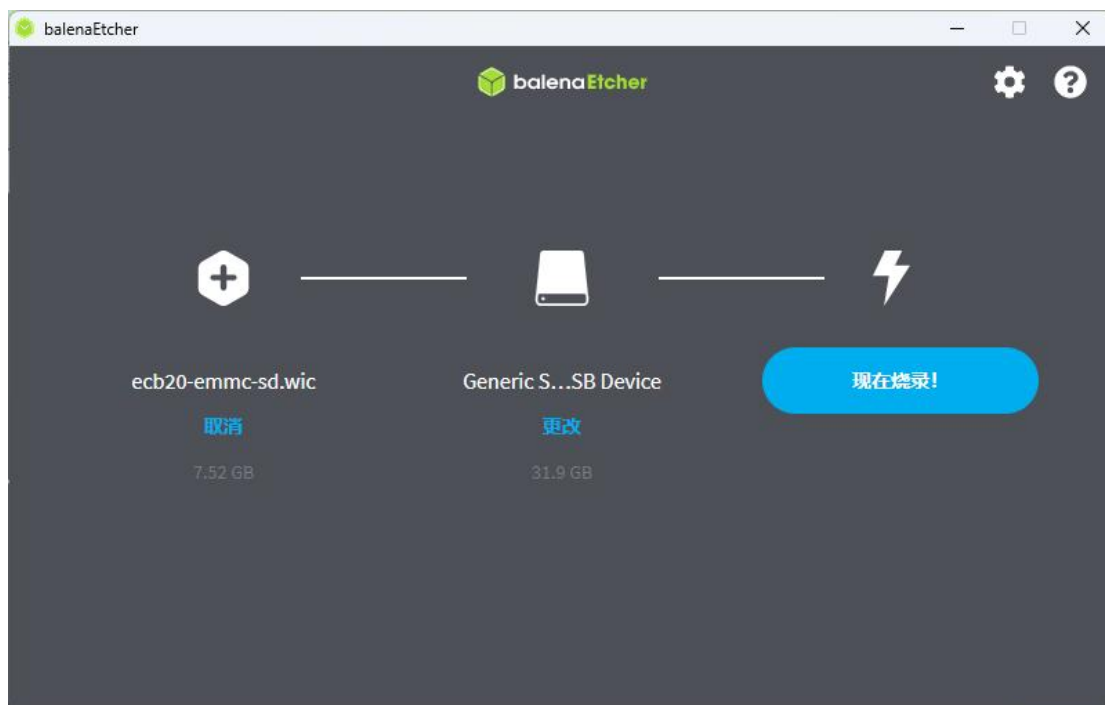 balenaEtcher
balenaEtcher
ecb20-emmc-sd.wic
Generic S...SB Device
现在烧录!
取消
更改
7.52 GB
31.9 GB